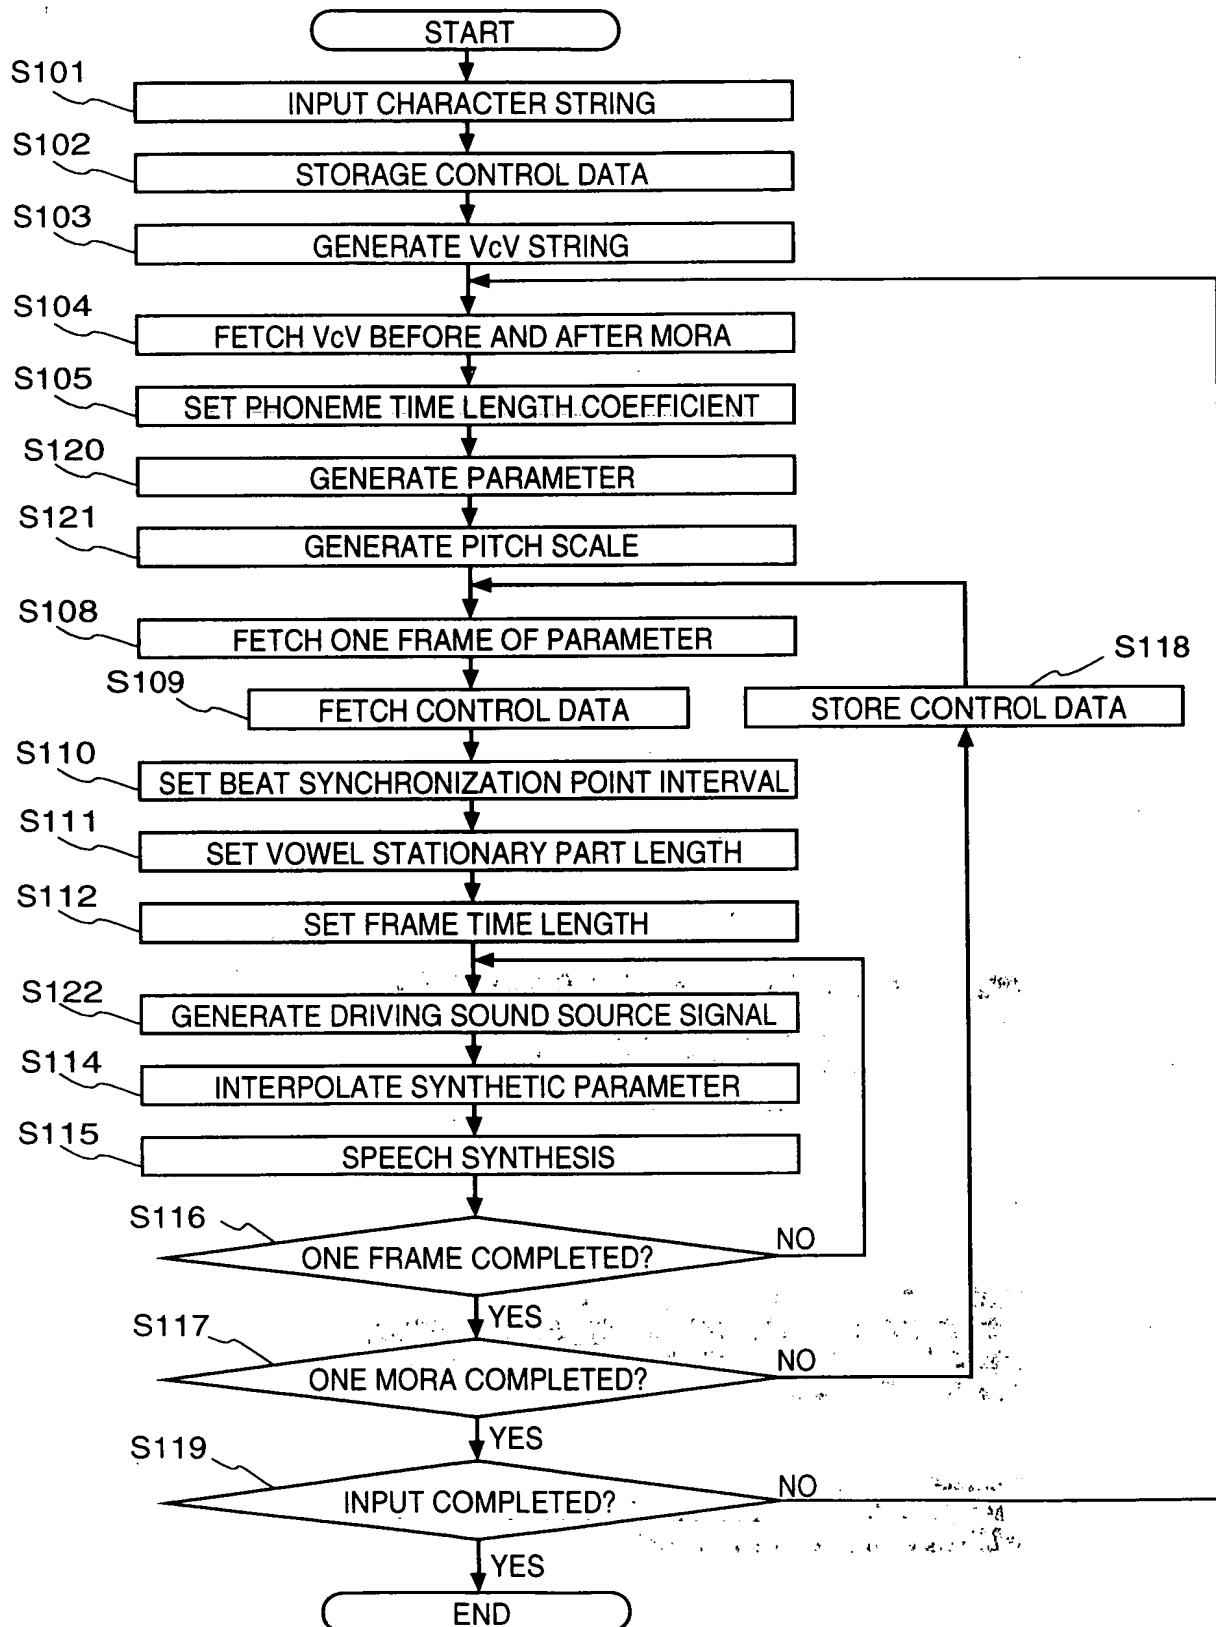 START
S101
INPUT CHARACTER STRING
S102
STORAGE CONTROL DATA
S103
GENERATE VcV STRING
S104
FETCH VcV BEFORE AND AFTER MORA
S105
SET PHONEME TIME LENGTH COEFFICIENT
S120
GENERATE PARAMETER
S121
GENERATE PITCH SCALE
S108
FETCH ONE FRAME OF PARAMETER
S118
S109
FETCH CONTROL DATA
STORE CONTROL DATA
S110
SET BEAT SYNCHRONIZATION POINT INTERVAL
S111
SET VOWEL STATIONARY PART LENGTH
S112
SET FRAME TIME LENGTH
S122
GENERATE DRIVING SOUND SOURCE SIGNAL
S114
INTERPOLATE SYNTHETIC PARAMETER
S115
SPEECH SYNTHESIS
S116
ONE FRAME COMPLETED?
NO
YES
S117
ONE MORA COMPLETED?
NO
YES
S119
INPUT COMPLETED?
NO
YES
END